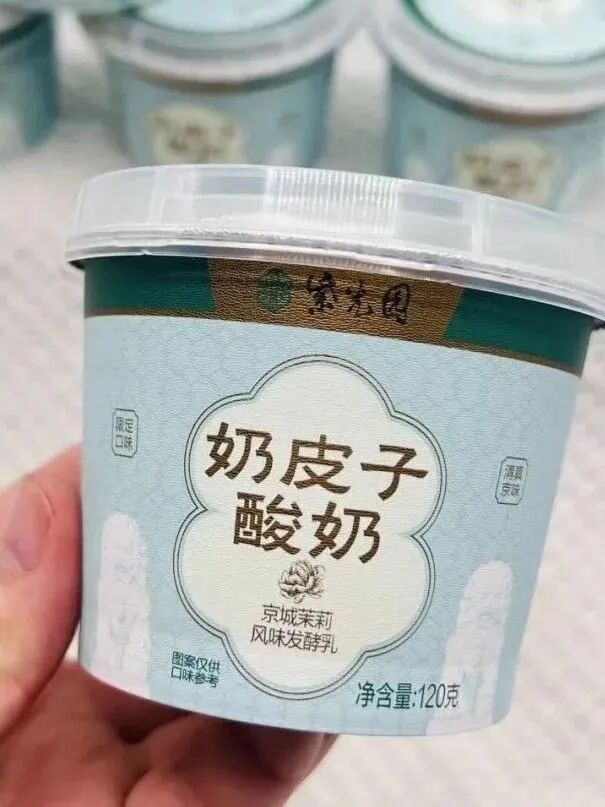 紫光園
限定
口味
奶皮子
酸奶
清真
京味
京城茉莉
风味发酵乳
图案仅供
口味参考
净含量:120克